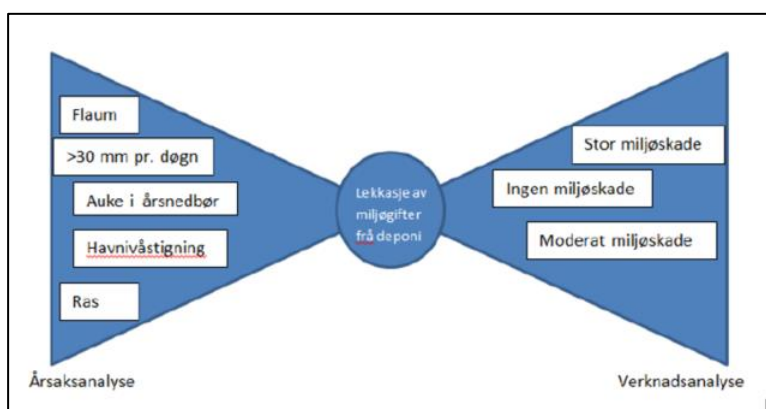 Flaum
>30 mm pr. døgn
Auke i årsnedbør
Havnivåstigning
Ras
Lekkasje av
miljøgifter
frå deponi
Stor miljøskade
Ingen miljøskade
Moderat miljøskade
Årsaksanalyse
Verknadsanalyse